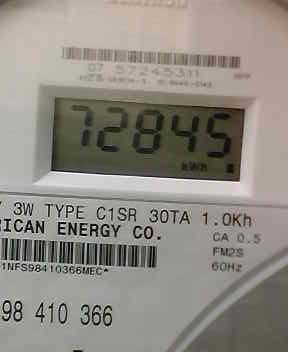 07 57245311
72845
KWH
Y 3W TYPE C1SR 30TA 1.0Kh
RICAN ENERGY CO.
CA 0.5
FM2S
60Hz
1NFS98410366MEC*
98 410 366